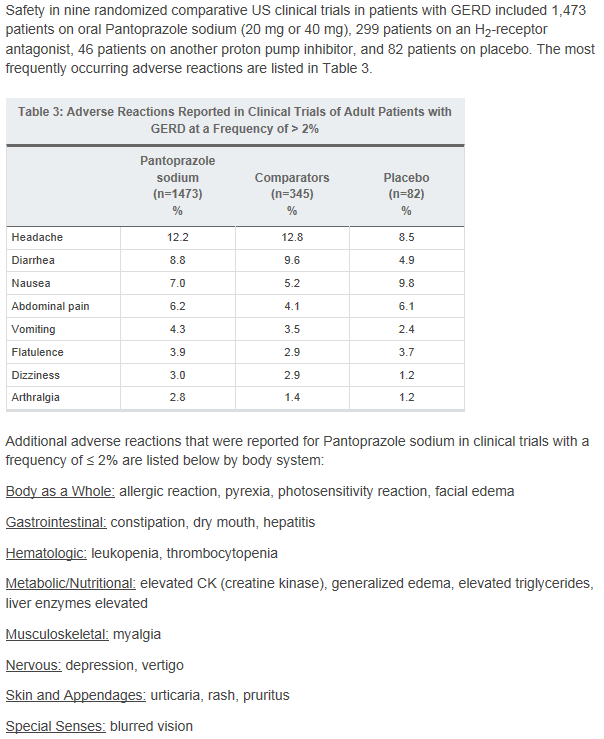 Safety in nine randomized comparative US clinical trials in patients with GERD included 1,473
patients on oral Pantoprazole sodium (20 mg or 40 mg), 299 patients on an H2-receptor
antagonist, 46 patients on another proton pump inhibitor, and 82 patients on placebo. The most
frequently occurring adverse reactions are listed in Table 3.
Table 3: Adverse Reactions Reported in Clinical Trials of Adult Patients with
GERD at a Frequency of > 2%
Pantoprazole
sodium Comparators Placebo
(n=1473) (n=345) (n=82)
% % %
Headache 12.2 12.8 8.5
Diarrhea 8.8 9.6 4.9
Nausea 7.0 5.2 9.8
Abdominal pain 6.2 4.1 6.1
Vomiting 4.3 3.5 2.4
Flatulence 3.9 2.9 3.7
Dizziness 3.0 2.9 1.2
Arthralgia 2.8 1.4 1.2
Additional adverse reactions that were reported for Pantoprazole sodium in clinical trials with a
frequency of ≤ 2% are listed below by body system:
Body as a Whole: allergic reaction, pyrexia, photosensitivity reaction, facial edema
Gastrointestinal: constipation, dry mouth, hepatitis
Hematologic: leukopenia, thrombocytopenia
Metabolic/Nutritional: elevated CK (creatine kinase), generalized edema, elevated triglycerides,
liver enzymes elevated
Musculoskeletal: myalgia
Nervous: depression, vertigo
Skin and Appendages: urticaria, rash, pruritus
Special Senses: blurred vision